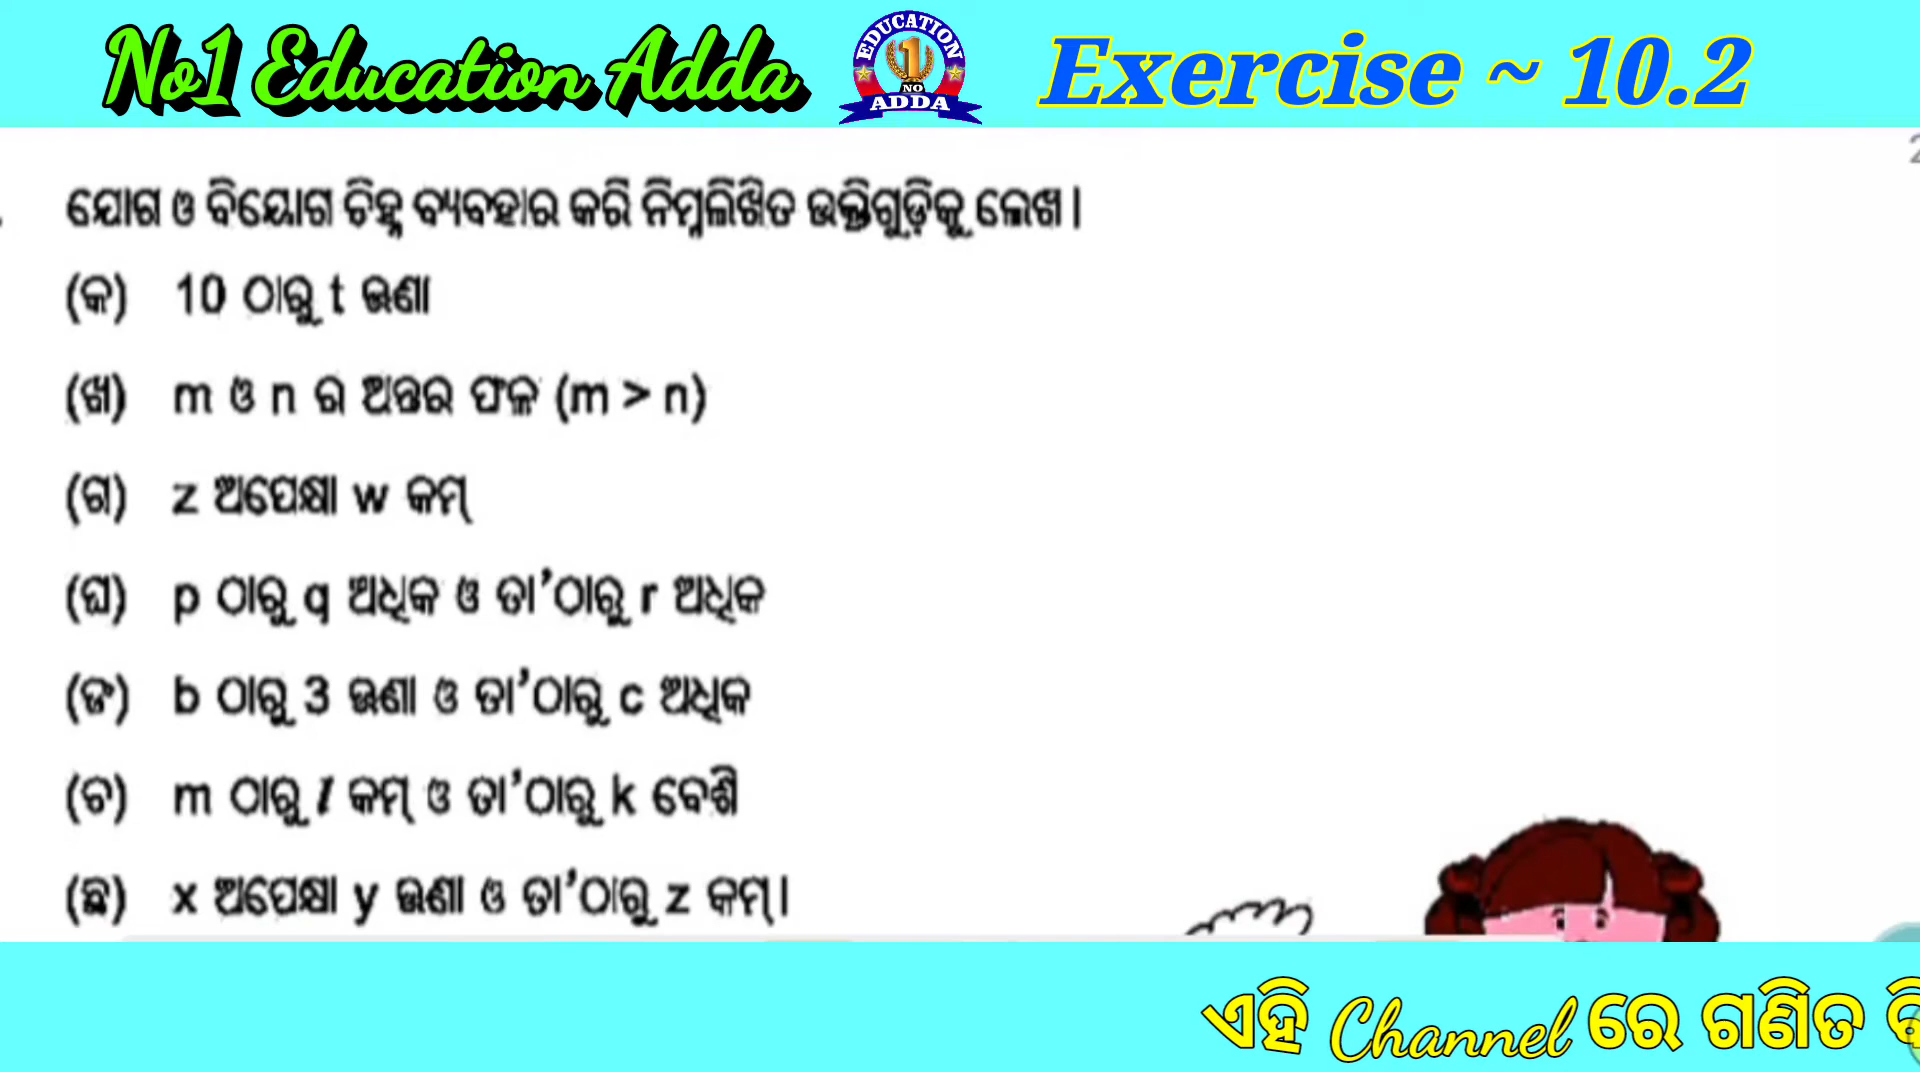 No1 Education Adda
EDUCATION
1
NO
ADDA
Exercise ~ 10.2
ଯୋଗ ଓ ବିୟୋଗ ଚିହ୍ନ ବ୍ୟବହାର କରି ନିମ୍ନଲିଖିତ ଉକ୍ତିଗୁଡ଼ିକୁ ଲେଖ।
(କ) 10 ଠାରୁ t ଊଣା
(ଖ) m ଓ n ର ଅନ୍ତର ଫଳ (m > n)
(ଗ) z ଅପେକ୍ଷା w କମ୍
(ଘ) p ଠାରୁ q ଅଧିକ ଓ ତା'ଠାରୁ r ଅଧିକ
(ଙ) b ଠାରୁ 3 ଊଣା ଓ ତା'ଠାରୁ c ଅଧିକ
(ଚ) m ଠାରୁ l କମ୍ ଓ ତା'ଠାରୁ k ବେଶି
(ଛ) x ଅପେକ୍ଷା y ଊଣା ଓ ତା'ଠାରୁ z କମ୍।
ଏହି Channel ରେ ଗଣିତ